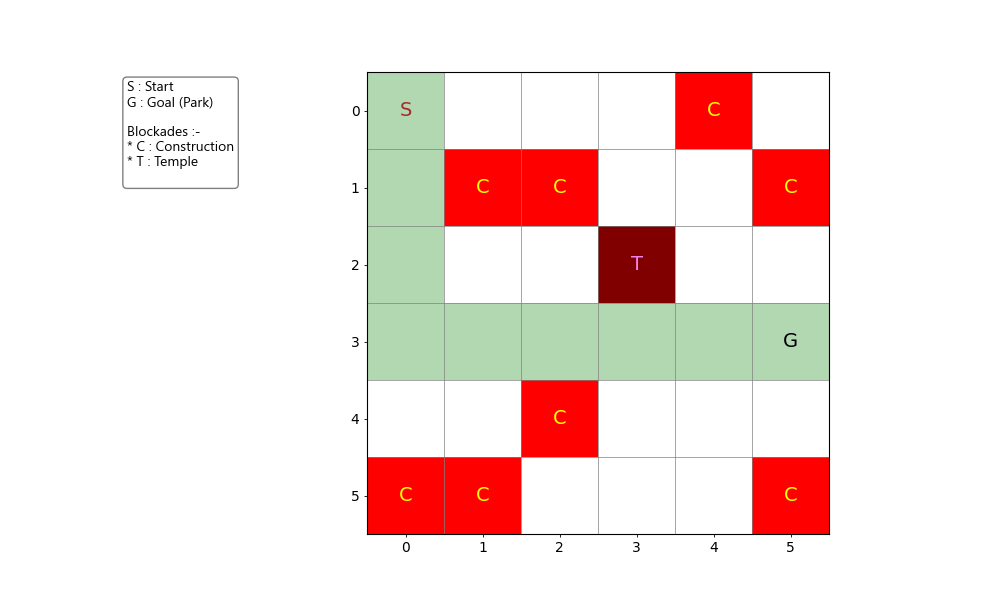 S : Start
G : Goal (Park)
Blockades :-
* C : Construction
* T : Temple
0 S C
1 C C C
2 T
3 G
4 C
5 C C C
0 1 2 3 4 5